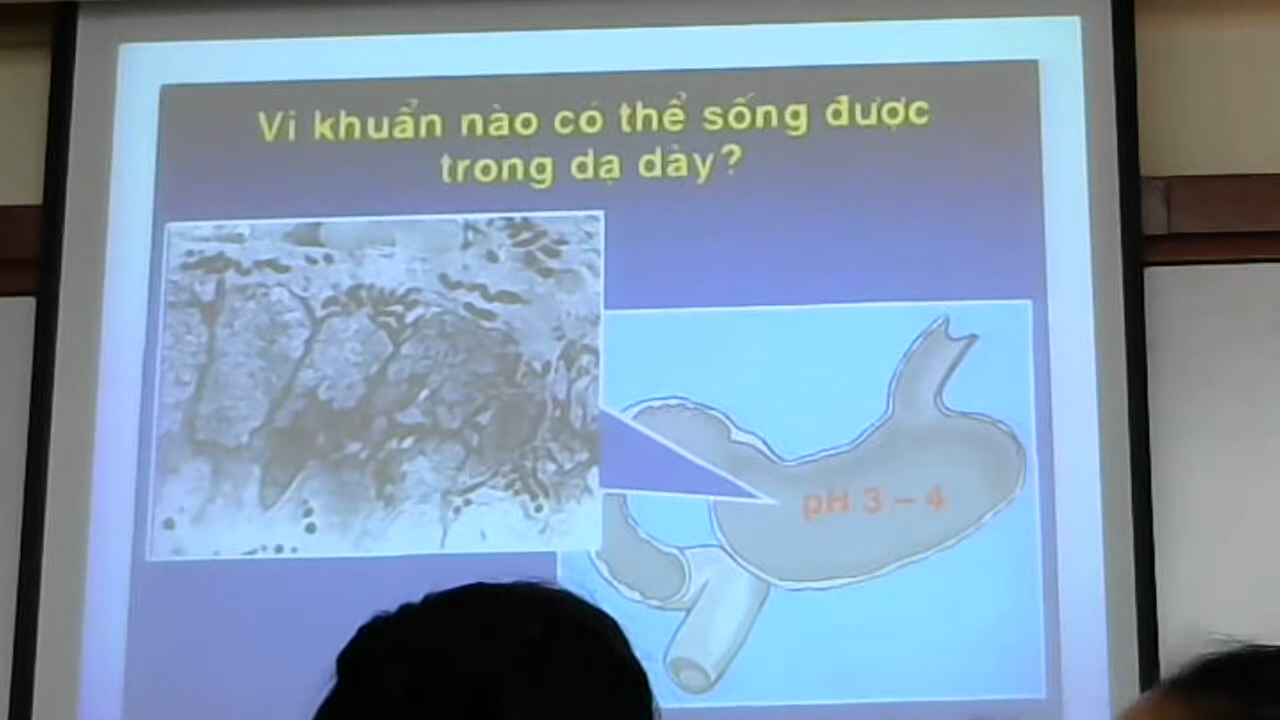 Vi khuẩn nào có thể sống được
trong dạ dày?
pH 3 – 4